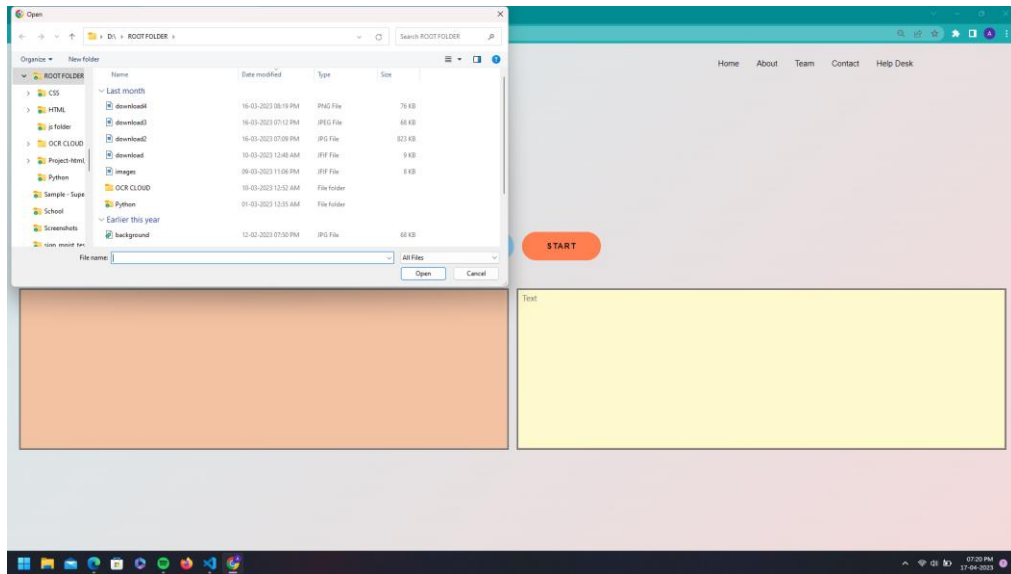 Open
D:\ › ROOT FOLDER ›
Search ROOT FOLDER
Organize
New folder
Name Date modified Type Size
ROOT FOLDER
CSS
HTML
js folder
OCR CLOUD
Project-html,
Python
Sample - Supe
School
Screenshots
Last month
download4 16-03-2023 08:19 PM PNG File 76 KB
download3 16-03-2023 07:12 PM JPEG File 68 KB
download2 16-03-2023 07:09 PM JPG File 823 KB
download 10-03-2023 12:48 AM JFIF File 9 KB
images 09-03-2023 11:06 PM JFIF File 8 KB
OCR CLOUD 10-03-2023 12:52 AM File folder
Python 01-03-2023 12:35 AM File folder
Earlier this year
background 12-02-2023 07:50 PM JPG File 68 KB
File name:
All Files
Open Cancel
Home About Team Contact Help Desk
START
Text
07:20 PM
17-04-2023